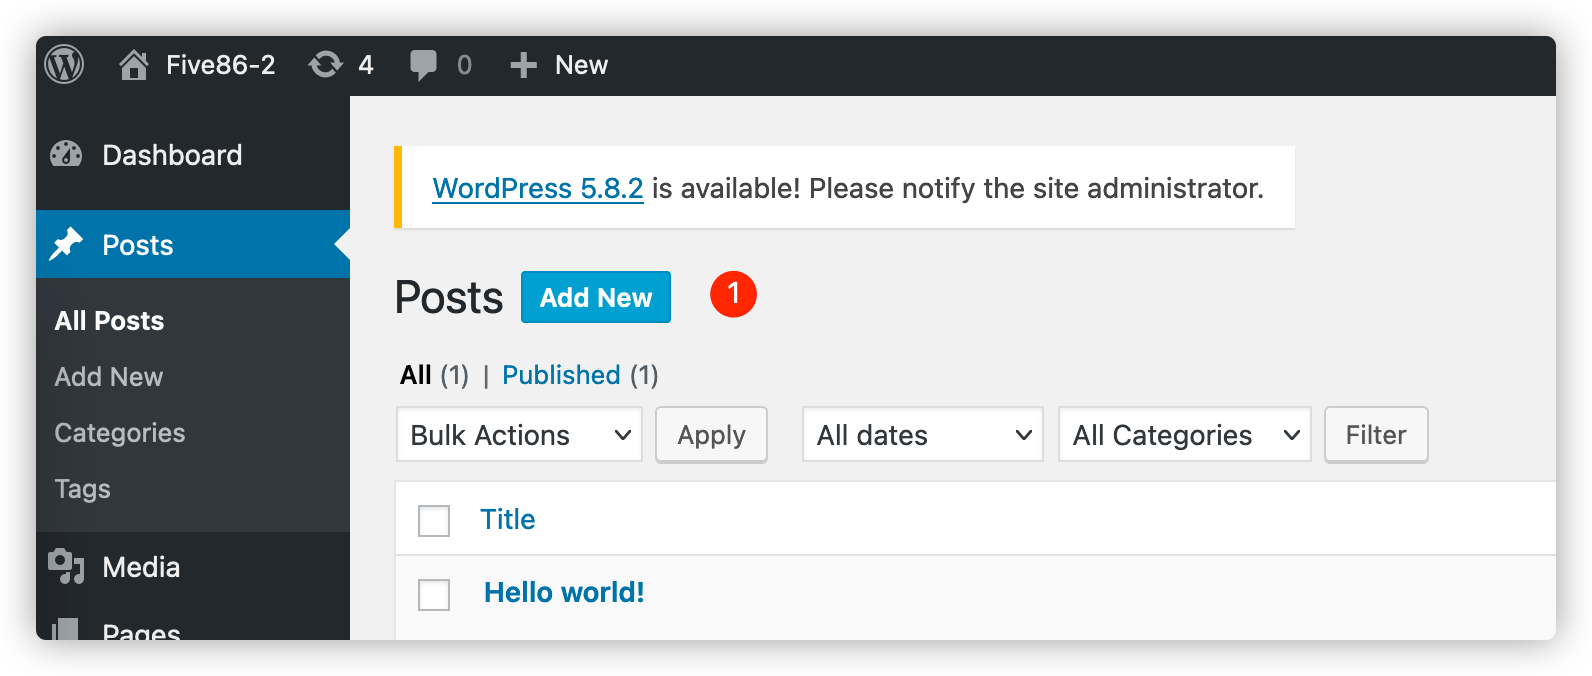 Five86-2 4 0 New
Dashboard
Posts
All Posts
Add New
Categories
Tags
Media
Pages
WordPress 5.8.2 is available! Please notify the site administrator.
Posts Add New 1
All (1) | Published (1)
Bulk Actions Apply All dates All Categories Filter
Title
Hello world!